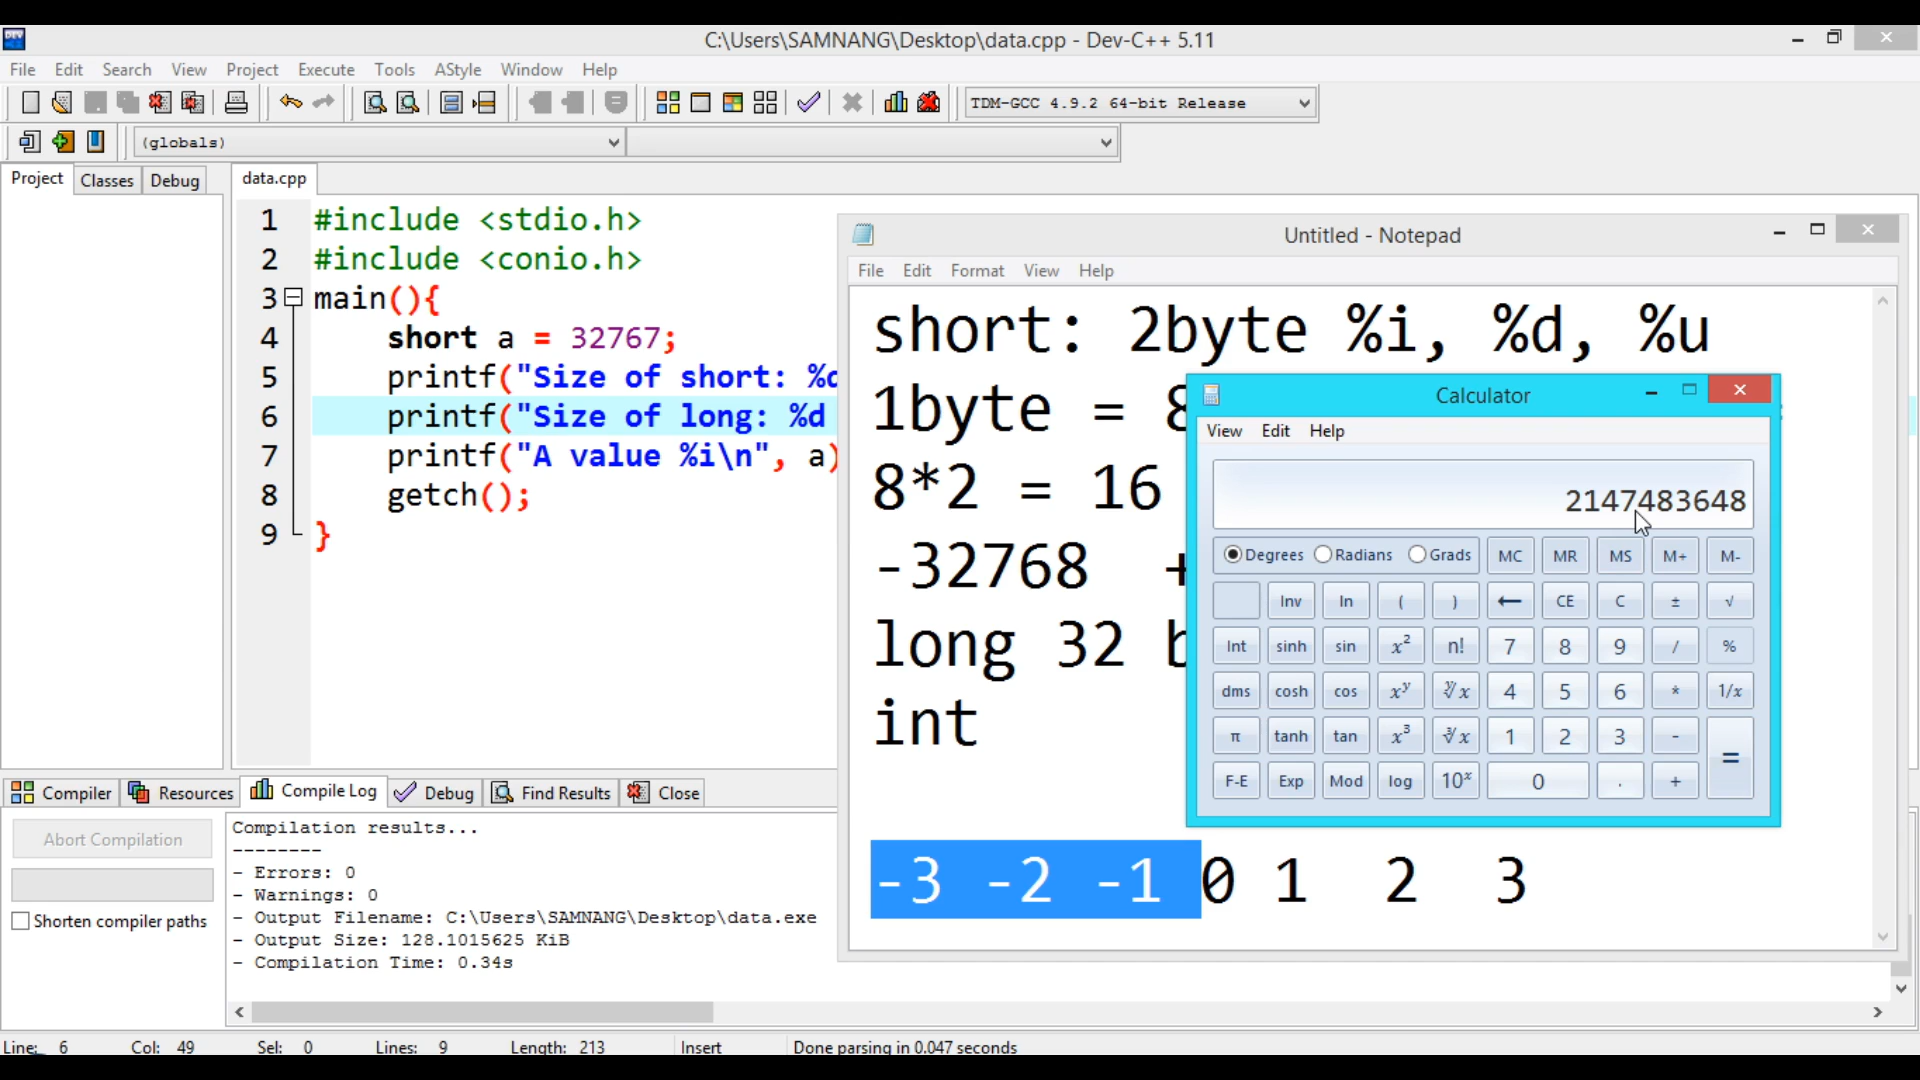 C:\Users\SAMNANG\Desktop\data.cpp - Dev-C++ 5.11
File Edit Search View Project Execute Tools AStyle Window Help
TDM-GCC 4.9.2 64-bit Release
(globals)
Project Classes Debug
data.cpp
1 #include <stdio.h>
2 #include <conio.h>
3 main(){
4 short a = 32767;
5 printf("Size of short: %d
6 printf("Size of long: %d
7 printf("A value %i\n", a)
8 getch();
9 }
Untitled - Notepad
File Edit Format View Help
short: 2byte %i, %d, %u
1byte = 8
8*2 = 16
-32768 +
long 32 b
int
-3 -2 -1 0 1 2 3
Calculator
View Edit Help
2147483648
Degrees Radians Grads MC MR MS M+ M-
Inv ln ( ) ← CE C ± √
Int sinh sin x² n! 7 8 9 / %
dms cosh cos xʸ ʸ√x 4 5 6 * 1/x
π tanh tan x³ ³√x 1 2 3 - =
F-E Exp Mod log 10ˣ 0 . +
Compiler Resources Compile Log Debug Find Results Close
Abort Compilation
Shorten compiler paths
Compilation results...
--------
- Errors: 0
- Warnings: 0
- Output Filename: C:\Users\SAMNANG\Desktop\data.exe
- Output Size: 128.1015625 KiB
- Compilation Time: 0.34s
Line: 6 Col: 49 Sel: 0 Lines: 9 Length: 213 Insert Done parsing in 0.047 seconds